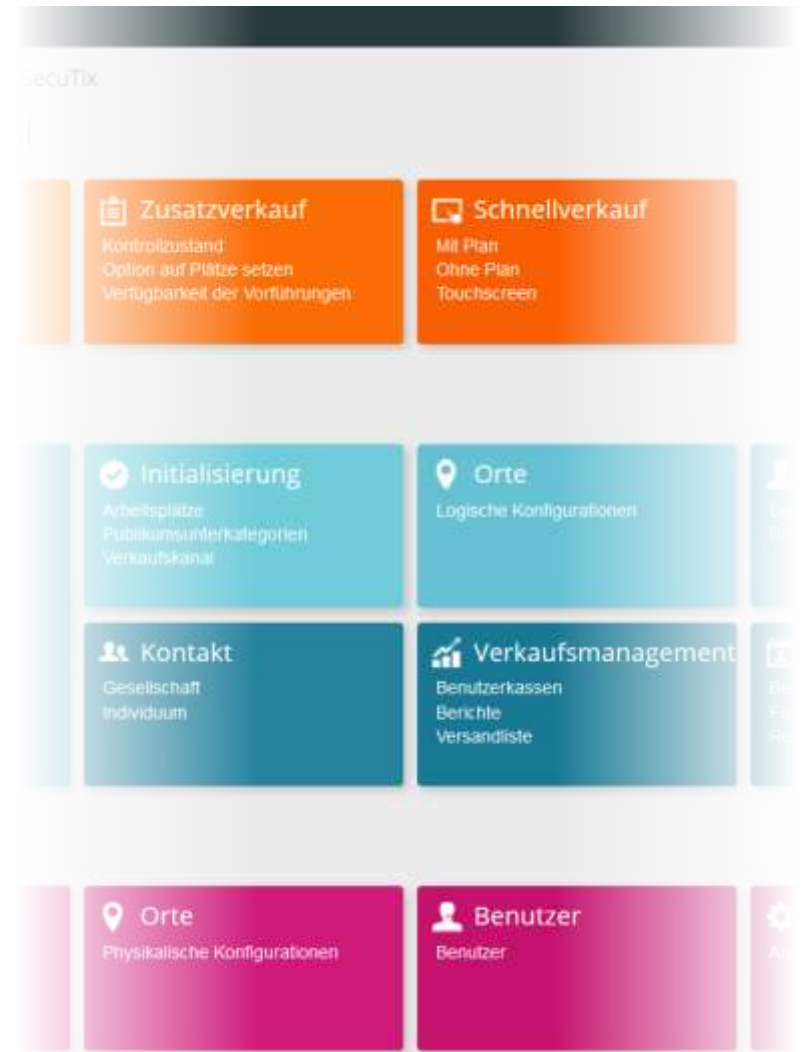 SecuTix
Zusatzverkauf
Kontrollzustand
Option auf Plätze setzen
Verfügbarkeit der Vorführungen
Schnellverkauf
Mit Plan
Ohne Plan
Touchscreen
Initialisierung
Arbeitsplätze
Publikumsunterkategorien
Verkaufskanal
Orte
Logische Konfigurationen
Kontakt
Gesellschaft
Individuum
Verkaufsmanagement
Benutzerkassen
Berichte
Versandliste
Orte
Physikalische Konfigurationen
Benutzer
Benutzer